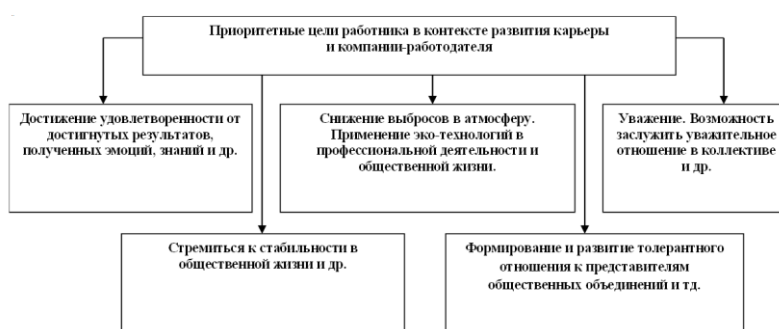 Приоритетные цели работника в контексте развития карьеры
и компании-работодателя
Достижение удовлетворенности от
достигнутых результатов,
полученных эмоций, знаний и др.
Снижение выбросов в атмосферу.
Применение эко-технологий в
профессиональной деятельности и
общественной жизни.
Уважение. Возможность
заслужить уважительное
отношение в коллективе
и др.
Стремиться к стабильности в
общественной жизни и др.
Формирование и развитие толерантного
отношения к представителям
общественных объединений и тд.